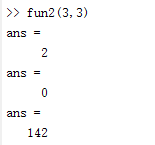 >> fun2(3,3)
ans =
2
ans =
0
ans =
142